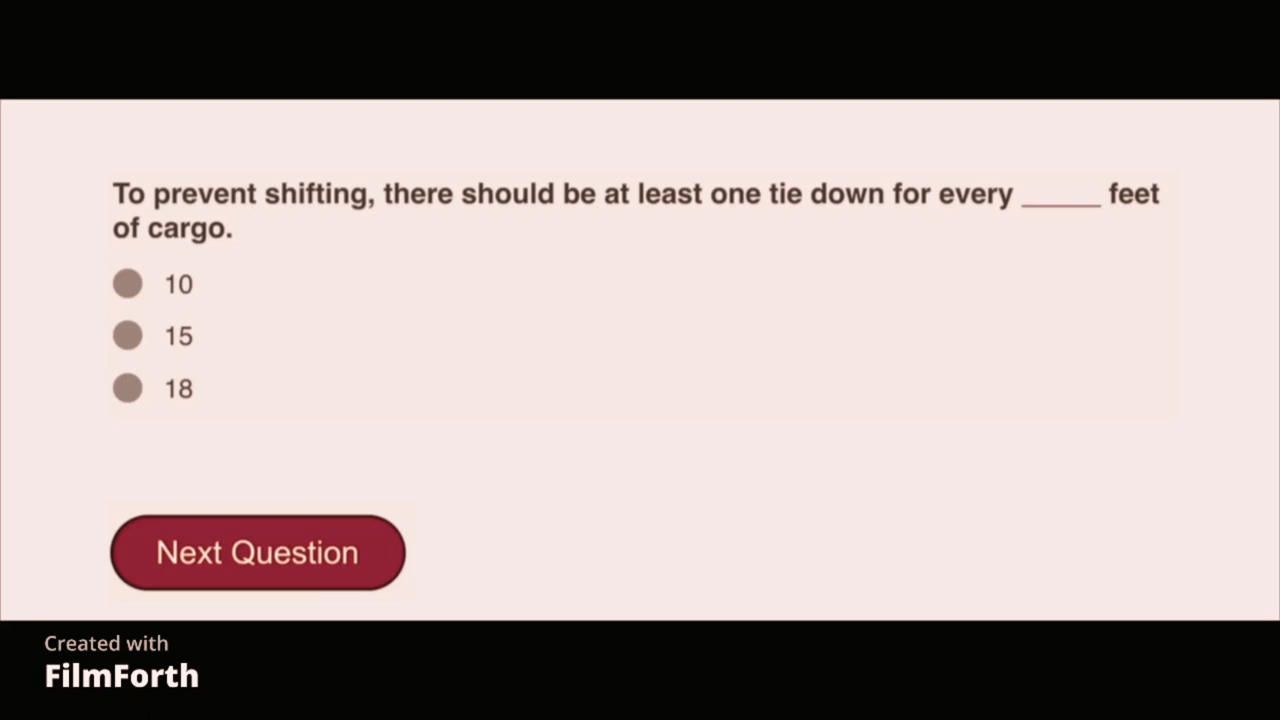 To prevent shifting, there should be at least one tie down for every ______ feet
of cargo.
10
15
18
Next Question
Created with
FilmForth